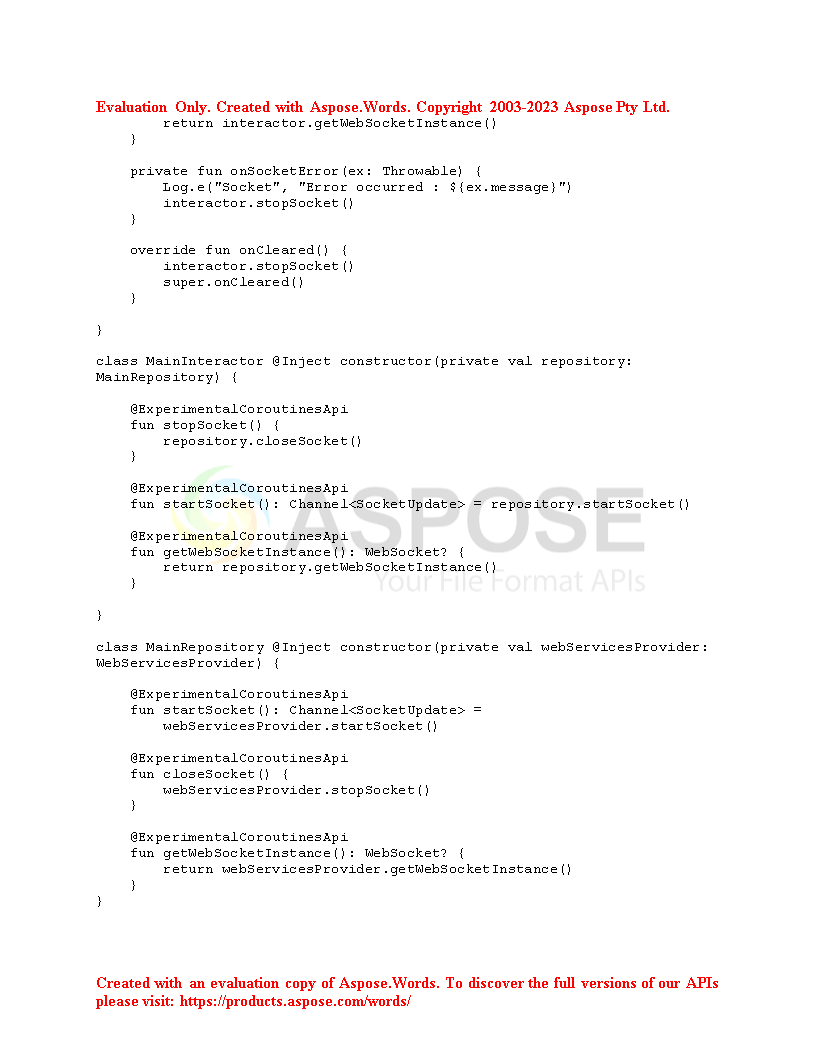 Evaluation Only. Created with Aspose.Words. Copyright 2003-2023 Aspose Pty Ltd.
        return interactor.getWebSocketInstance()
    }

    private fun onSocketError(ex: Throwable) {
        Log.e("Socket", "Error occurred : ${ex.message}")
        interactor.stopSocket()
    }

    override fun onCleared() {
        interactor.stopSocket()
        super.onCleared()
    }

}

class MainInteractor @Inject constructor(private val repository:
MainRepository) {

    @ExperimentalCoroutinesApi
    fun stopSocket() {
        repository.closeSocket()
    }

    @ExperimentalCoroutinesApi
    fun startSocket(): Channel<SocketUpdate> = repository.startSocket()

    @ExperimentalCoroutinesApi
    fun getWebSocketInstance(): WebSocket? {
        return repository.getWebSocketInstance()
    }

}
ASPOSE
Your File Format APIs

class MainRepository @Inject constructor(private val webServicesProvider:
WebServicesProvider) {

    @ExperimentalCoroutinesApi
    fun startSocket(): Channel<SocketUpdate> =
        webServicesProvider.startSocket()

    @ExperimentalCoroutinesApi
    fun closeSocket() {
        webServicesProvider.stopSocket()
    }

    @ExperimentalCoroutinesApi
    fun getWebSocketInstance(): WebSocket? {
        return webServicesProvider.getWebSocketInstance()
    }
}

Created with an evaluation copy of Aspose.Words. To discover the full versions of our APIs
please visit: https://products.aspose.com/words/